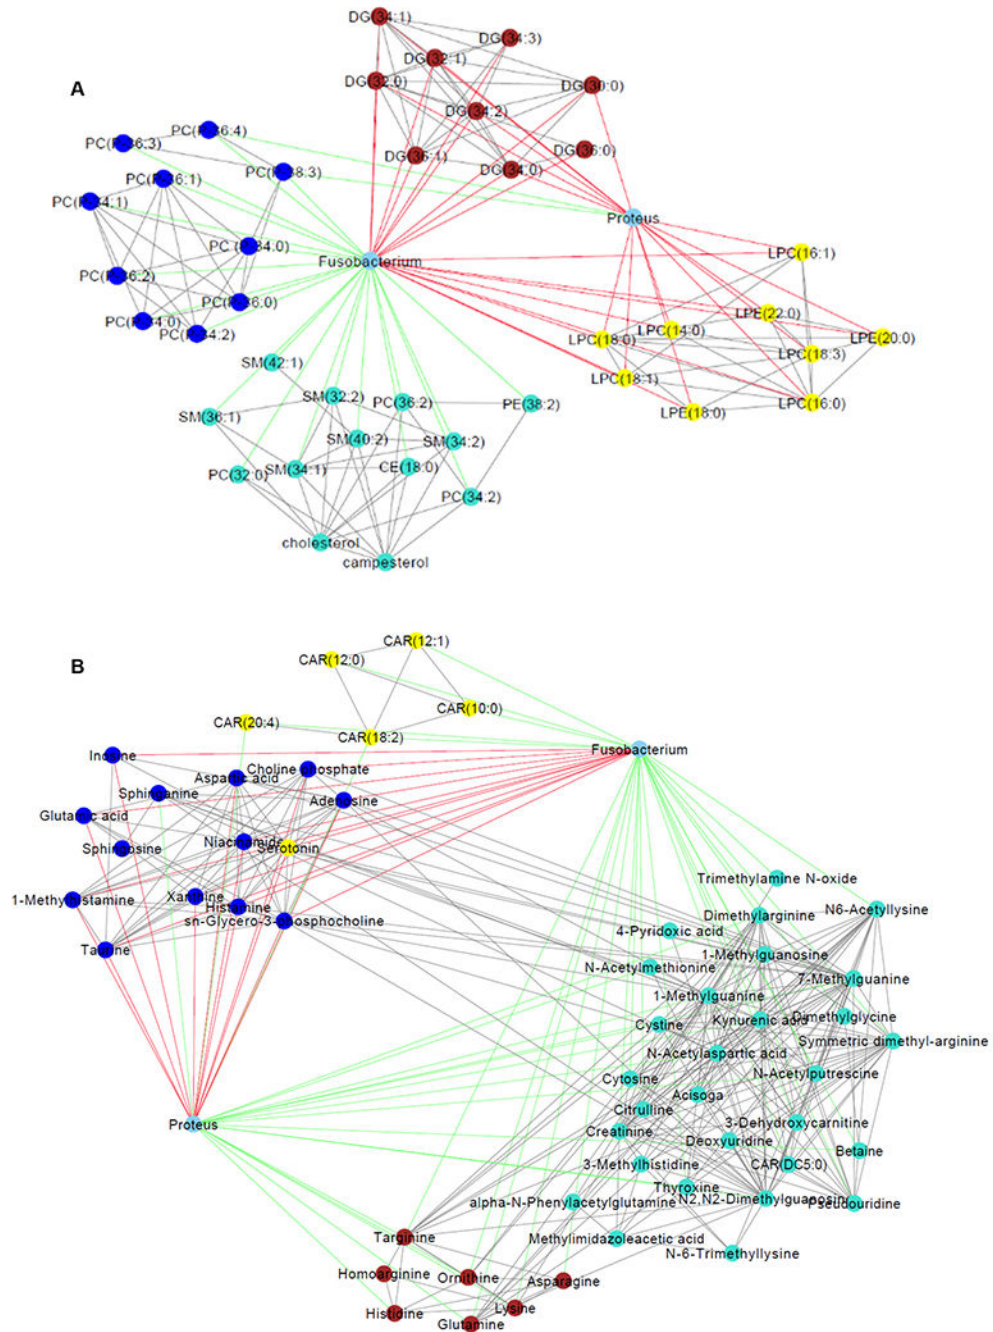 DG(34:1)
DG(34:3)
DG(32:1)
DG(32:0)
DG(30:0)
A
DG(34:2)
PC(P-36:4)
PC(P-36:3)
DG(36:1)
DG(36:0)
DG(34:0)
PC(P-38:3)
PC(P-36:1)
PC(P-34:1)
Proteus
PC (P-34:0)
LPC(16:1)
Fusobacterium
PC(P-36:2)
PC(P-36:0)
LPE(22:0)
PC(P-34:0)
LPC(14:0)
PC(P-34:2)
LPC(18:0)
LPE(20:0)
LPC(18:3)
SM(42:1)
LPC(18:1)
SM(32:2)
PC(36:2)
PE(38:2)
LPC(16:0)
SM(36:1)
LPE(18:0)
SM(40:2)
SM(34:2)
PC(32:0)
SM(34:1)
CE(18:0)
PC(34:2)
cholesterol
campesterol
CAR(12:1)
B
CAR(12:0)
CAR(10:0)
CAR(20:4)
CAR(18:2)
Fusobacterium
Inosine
Choline phosphate
Aspartic acid
Sphinganine
Adenosine
Glutamic acid
Niacinamide
Sphingosine
Serotonin
Trimethylamine N-oxide
1-Methylhistamine
Xanthine
Histamine
sn-Glycero-3-phosphocholine
Dimethylarginine
N6-Acetyllysine
4-Pyridoxic acid
Taurine
1-Methylguanosine
N-Acetylmethionine
7-Methylguanine
1-Methylguanine
Cystine
Kynurenic acid
Dimethylglycine
Symmetric dimethyl-arginine
N-Acetylaspartic acid
N-Acetylputrescine
Cytosine
Acisoga
Citrulline
3-Dehydroxycarnitine
Proteus
Creatinine
Deoxyuridine
Betaine
3-Methylhistidine
CAR(DC5:0)
Thyroxine
alpha-N-Phenylacetylglutamine
N2,N2-Dimethylguanosine
Pseudouridine
Targinine
Methylimidazoleacetic acid
N-6-Trimethyllysine
Homoarginine
Ornithine
Asparagine
Histidine
Lysine
Glutamine